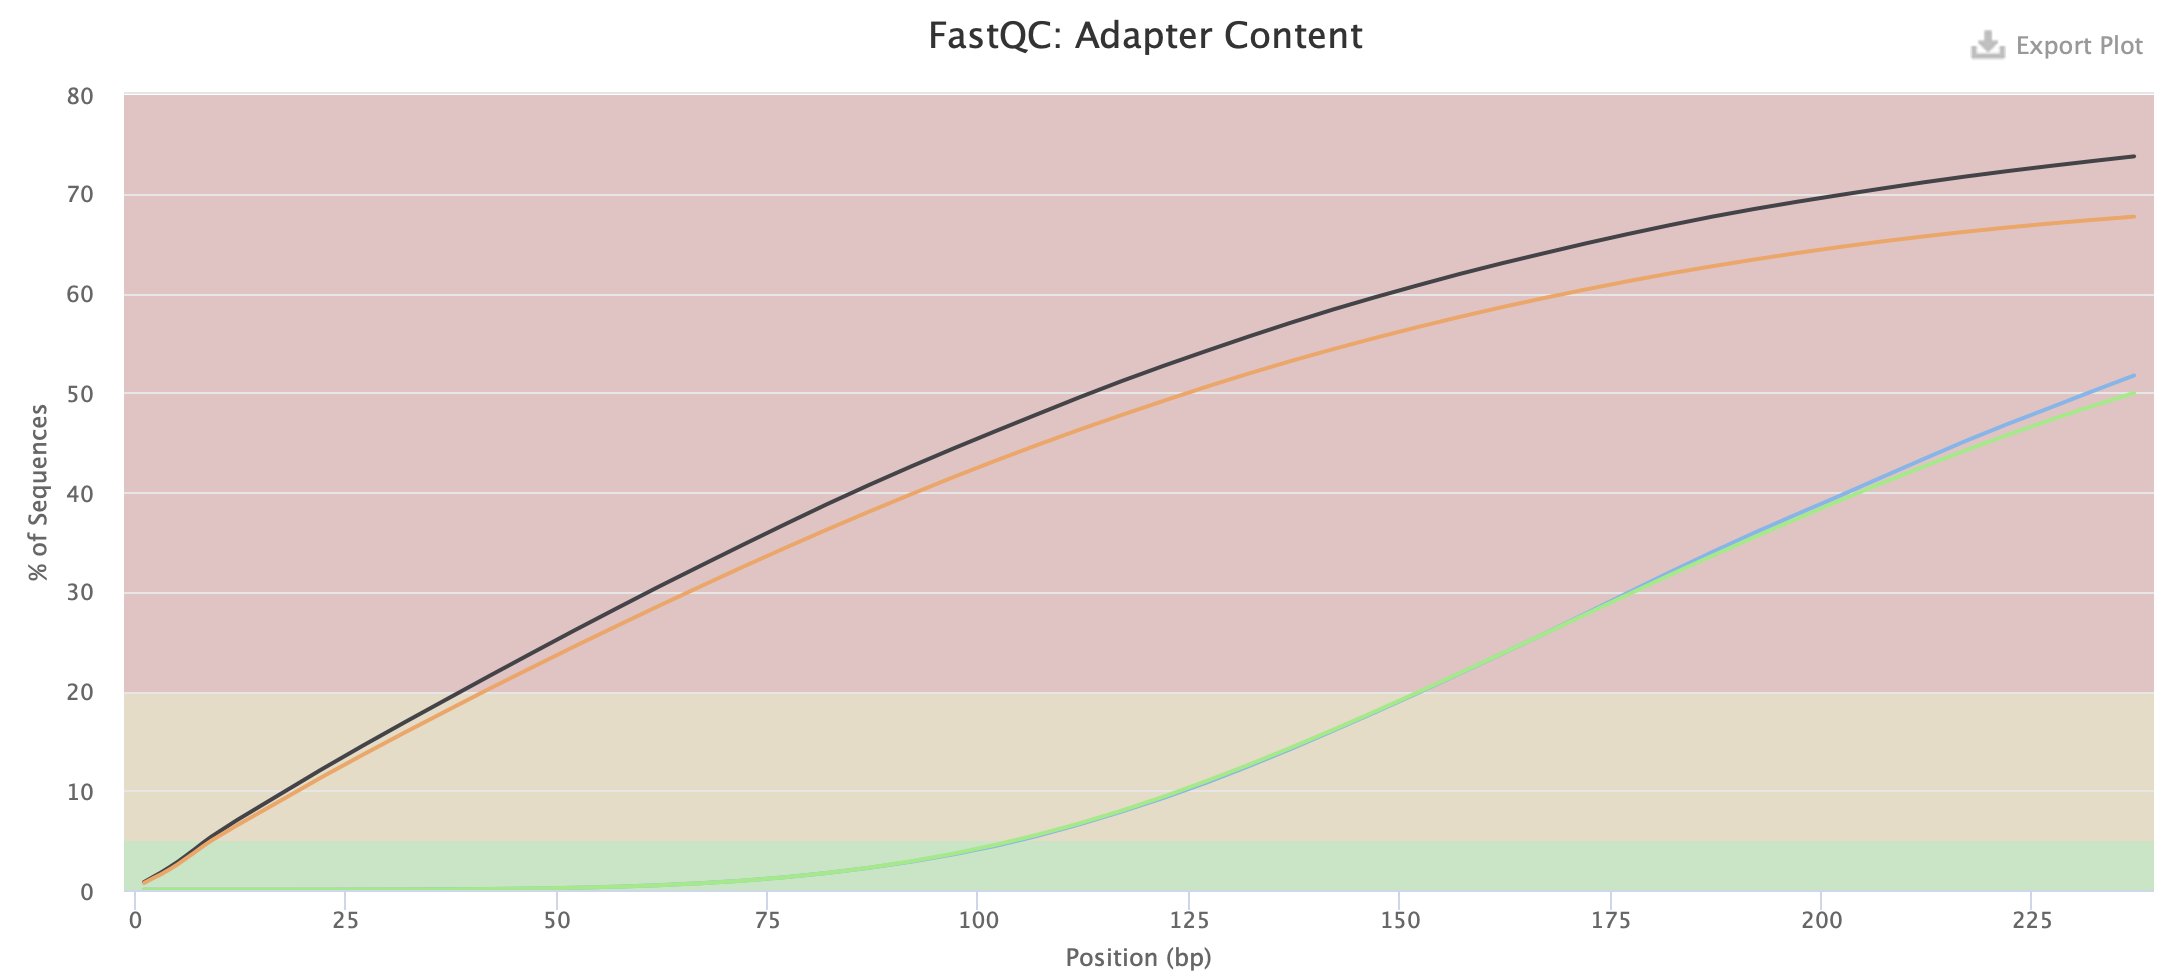 FastQC: Adapter Content
Export Plot
80
70
60
50
40
30
20
10
0
% of Sequences
0 25 50 75 100 125 150 175 200 225
Position (bp)